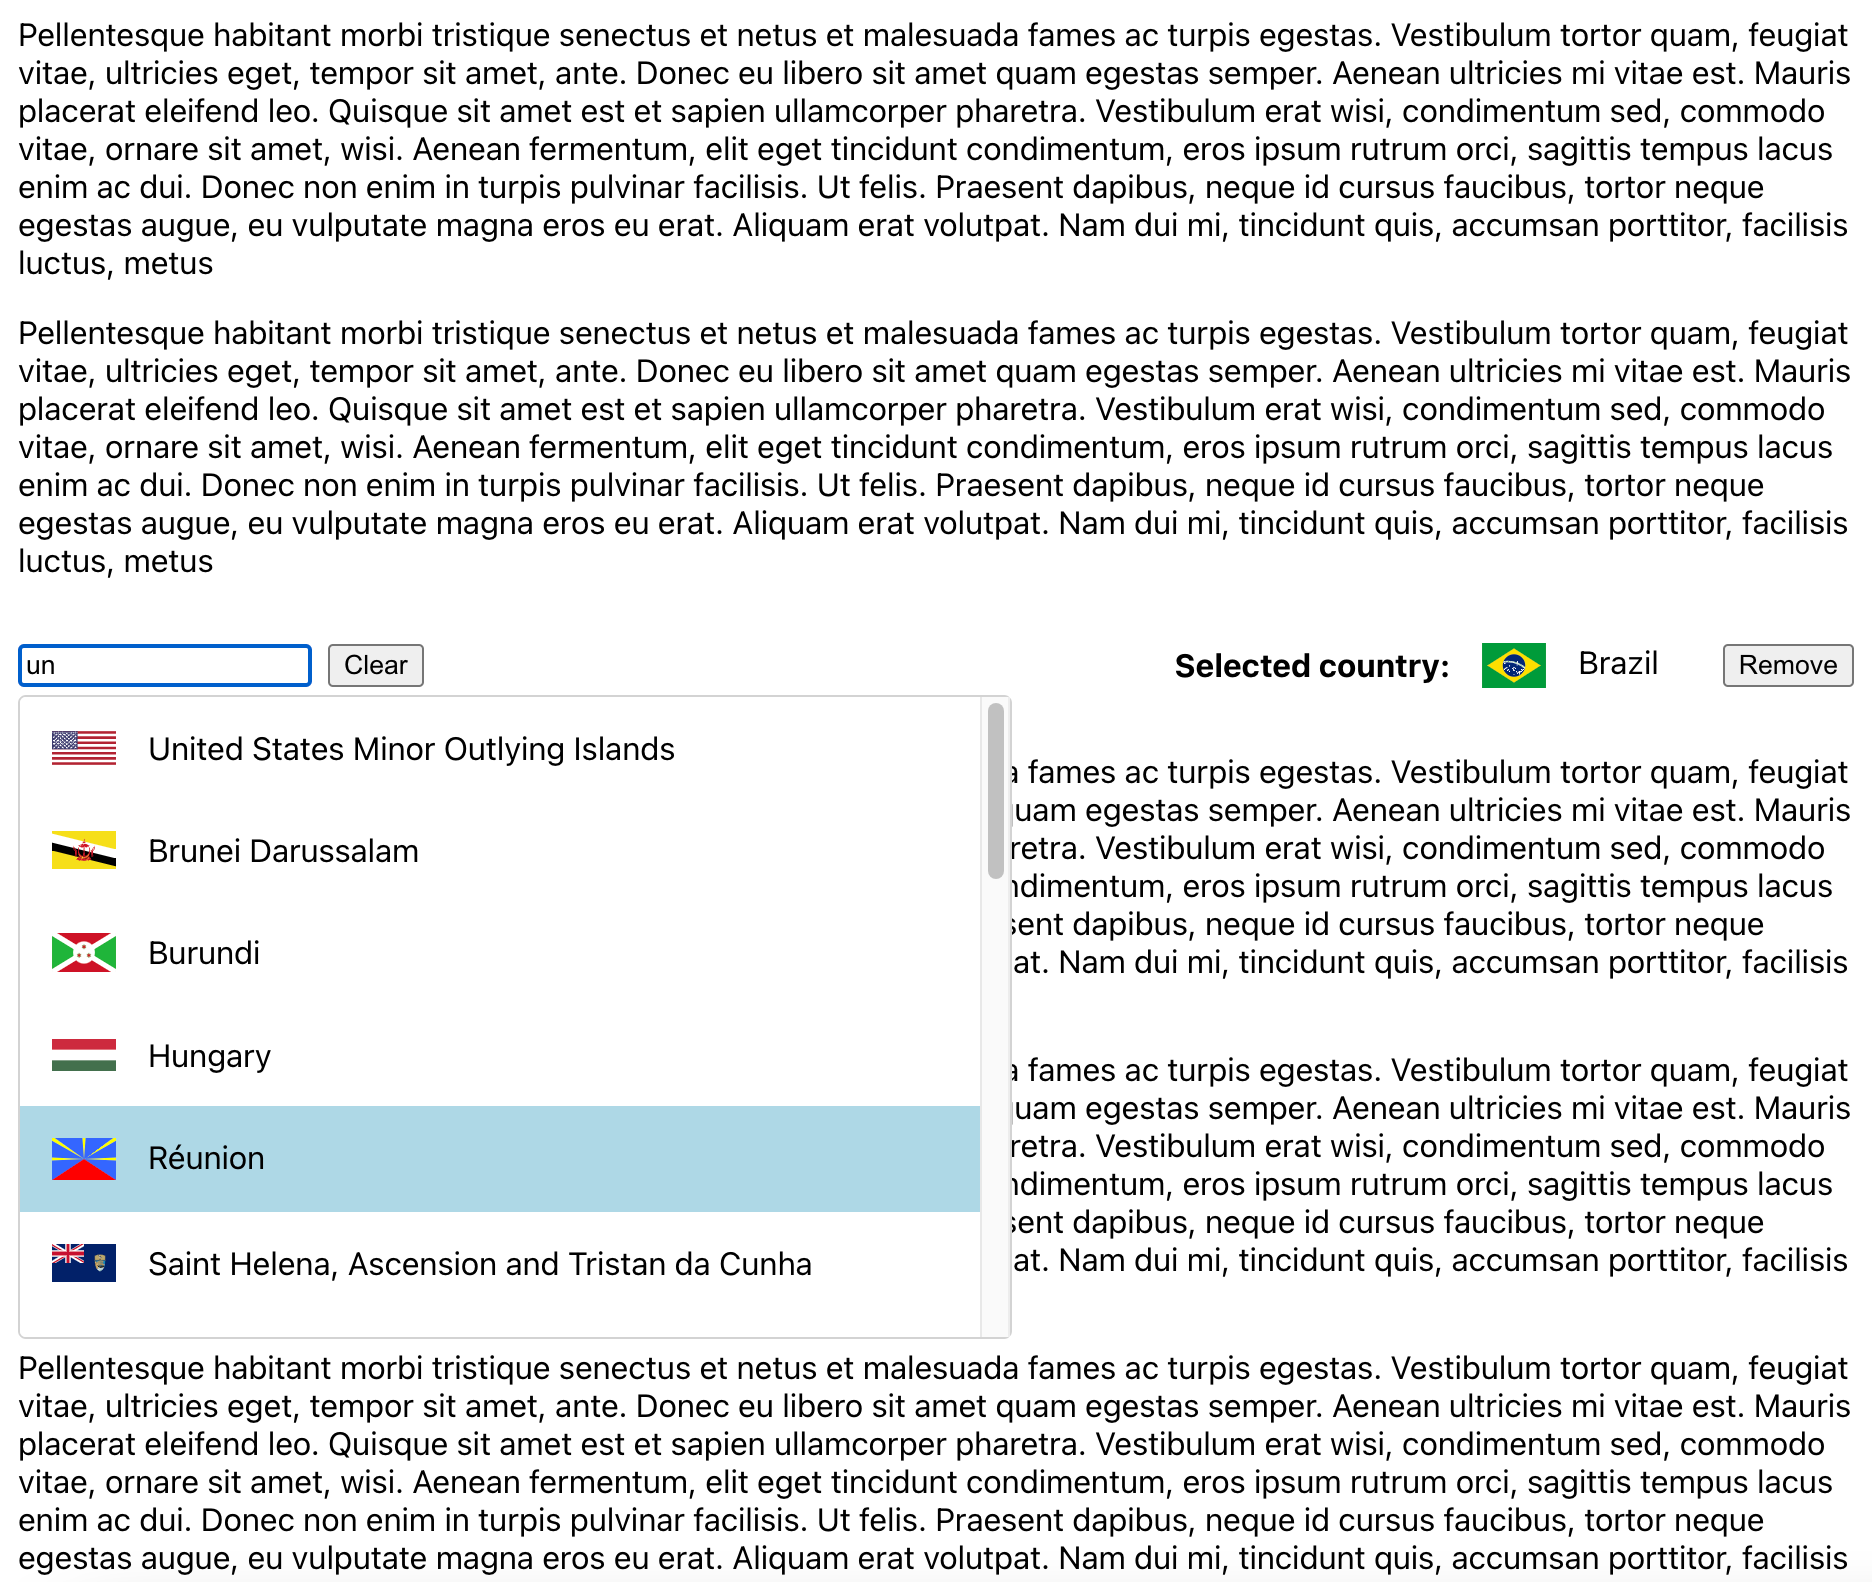 Pellentesque habitant morbi tristique senectus et netus et malesuada fames ac turpis egestas. Vestibulum tortor quam, feugiat
vitae, ultricies eget, tempor sit amet, ante. Donec eu libero sit amet quam egestas semper. Aenean ultricies mi vitae est. Mauris
placerat eleifend leo. Quisque sit amet est et sapien ullamcorper pharetra. Vestibulum erat wisi, condimentum sed, commodo
vitae, ornare sit amet, wisi. Aenean fermentum, elit eget tincidunt condimentum, eros ipsum rutrum orci, sagittis tempus lacus
enim ac dui. Donec non enim in turpis pulvinar facilisis. Ut felis. Praesent dapibus, neque id cursus faucibus, tortor neque
egestas augue, eu vulputate magna eros eu erat. Aliquam erat volutpat. Nam dui mi, tincidunt quis, accumsan porttitor, facilisis
luctus, metus
Pellentesque habitant morbi tristique senectus et netus et malesuada fames ac turpis egestas. Vestibulum tortor quam, feugiat
vitae, ultricies eget, tempor sit amet, ante. Donec eu libero sit amet quam egestas semper. Aenean ultricies mi vitae est. Mauris
placerat eleifend leo. Quisque sit amet est et sapien ullamcorper pharetra. Vestibulum erat wisi, condimentum sed, commodo
vitae, ornare sit amet, wisi. Aenean fermentum, elit eget tincidunt condimentum, eros ipsum rutrum orci, sagittis tempus lacus
enim ac dui. Donec non enim in turpis pulvinar facilisis. Ut felis. Praesent dapibus, neque id cursus faucibus, tortor neque
egestas augue, eu vulputate magna eros eu erat. Aliquam erat volutpat. Nam dui mi, tincidunt quis, accumsan porttitor, facilisis
luctus, metus
un Clear Selected country: Brazil Remove
United States Minor Outlying Islands
Brunei Darussalam
Burundi
Hungary
Réunion
Saint Helena, Ascension and Tristan da Cunha
fames ac turpis egestas. Vestibulum tortor quam, feugiat
egestas semper. Aenean ultricies mi vitae est. Mauris
retra. Vestibulum erat wisi, condimentum sed, commodo
dimentum, eros ipsum rutrum orci, sagittis tempus lacus
sent dapibus, neque id cursus faucibus, tortor neque
at. Nam dui mi, tincidunt quis, accumsan porttitor, facilisis
fames ac turpis egestas. Vestibulum tortor quam, feugiat
egestas semper. Aenean ultricies mi vitae est. Mauris
retra. Vestibulum erat wisi, condimentum sed, commodo
dimentum, eros ipsum rutrum orci, sagittis tempus lacus
sent dapibus, neque id cursus faucibus, tortor neque
at. Nam dui mi, tincidunt quis, accumsan porttitor, facilisis
Pellentesque habitant morbi tristique senectus et netus et malesuada fames ac turpis egestas. Vestibulum tortor quam, feugiat
vitae, ultricies eget, tempor sit amet, ante. Donec eu libero sit amet quam egestas semper. Aenean ultricies mi vitae est. Mauris
placerat eleifend leo. Quisque sit amet est et sapien ullamcorper pharetra. Vestibulum erat wisi, condimentum sed, commodo
vitae, ornare sit amet, wisi. Aenean fermentum, elit eget tincidunt condimentum, eros ipsum rutrum orci, sagittis tempus lacus
enim ac dui. Donec non enim in turpis pulvinar facilisis. Ut felis. Praesent dapibus, neque id cursus faucibus, tortor neque
egestas augue, eu vulputate magna eros eu erat. Aliquam erat volutpat. Nam dui mi, tincidunt quis, accumsan porttitor, facilisis